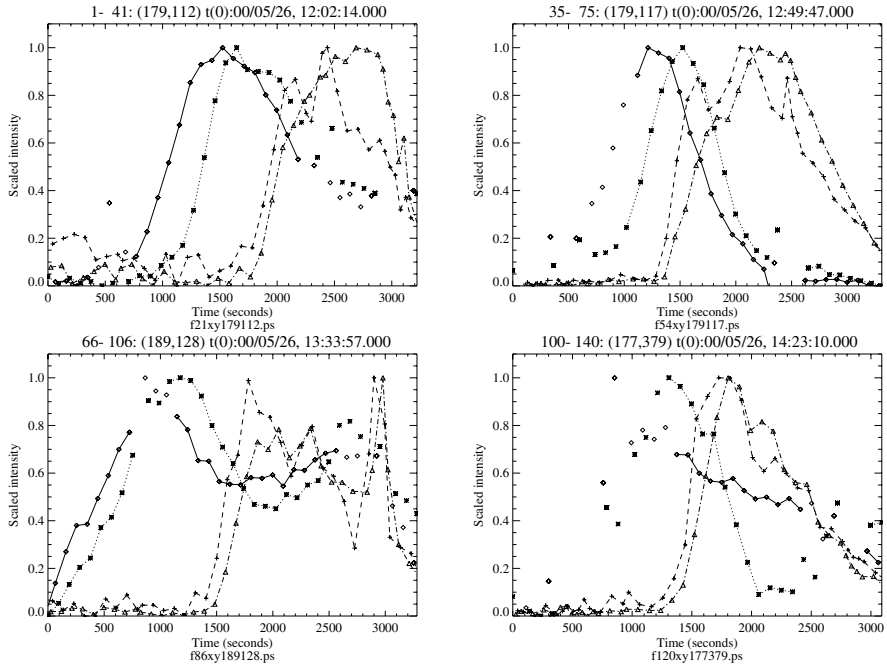 1- 41: (179,112) t(0):00/05/26, 12:02:14.000
1.0
0.8
0.6
0.4
0.2
0.0
Scaled intensity
0 500 1000 1500 2000 2500 3000
Time (seconds)
f21xy179112.ps
35- 75: (179,117) t(0):00/05/26, 12:49:47.000
1.0
0.8
0.6
0.4
0.2
0.0
Scaled intensity
0 500 1000 1500 2000 2500 3000
Time (seconds)
f54xy179117.ps
66- 106: (189,128) t(0):00/05/26, 13:33:57.000
1.0
0.8
0.6
0.4
0.2
0.0
Scaled intensity
0 500 1000 1500 2000 2500 3000
Time (seconds)
f86xy189128.ps
100- 140: (177,379) t(0):00/05/26, 14:23:10.000
1.0
0.8
0.6
0.4
0.2
0.0
Scaled intensity
0 500 1000 1500 2000 2500 3000
Time (seconds)
f120xy177379.ps